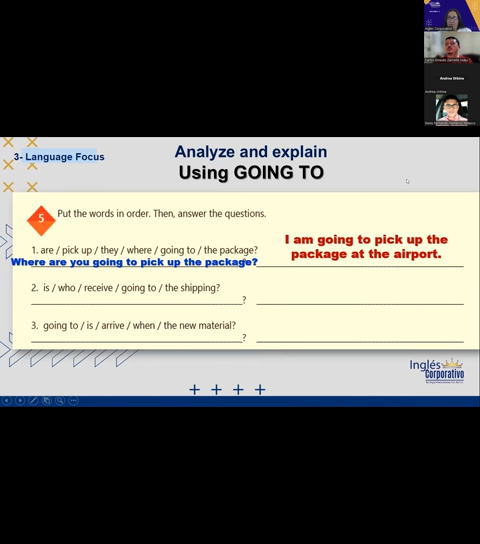 3- Language Focus
Analyze and explain
Using GOING TO
5
Put the words in order. Then, answer the questions.
1. are / pick up / they / where / going to / the package?
Where are you going to pick up the package?
I am going to pick up the
package at the airport.
2. is / who / receive / going to / the shipping?
?
3. going to / is / arrive / when / the new material?
?
Inglés
Corporativo
Andrea Urbina
Andrea Urbina